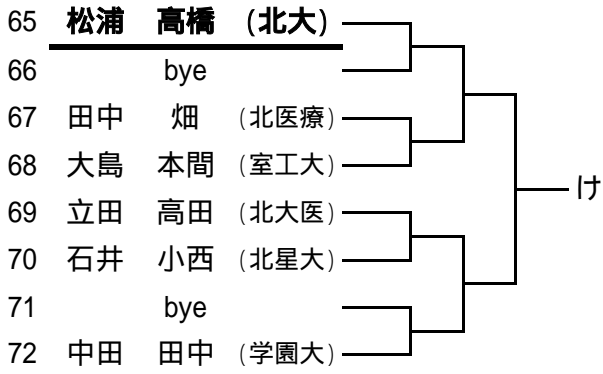 65 松浦 高橋 (北大)
66 bye
67 田中 畑 (北医療)
68 大島 本間 (室工大)
け
69 立田 高田 (北大医)
70 石井 小西 (北星大)
71 bye
72 中田 田中 (学園大)